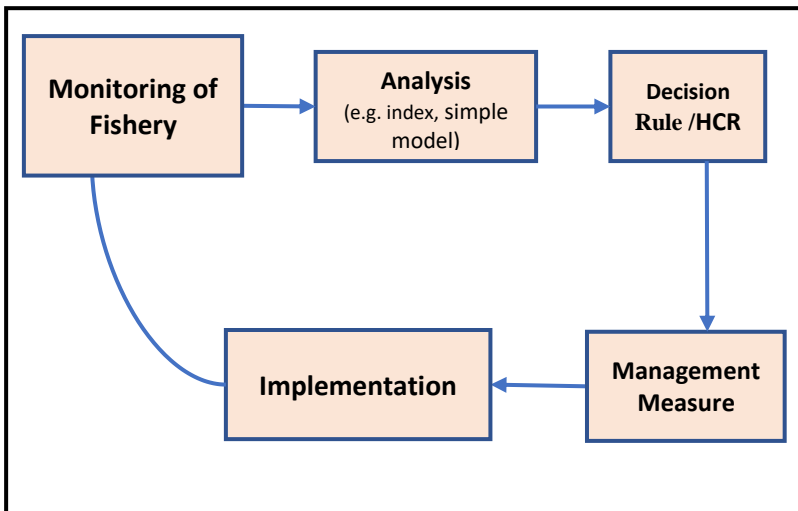 Monitoring of
Fishery
Analysis
(e.g. index, simple
model)
Decision
Rule /HCR
Management
Measure
Implementation